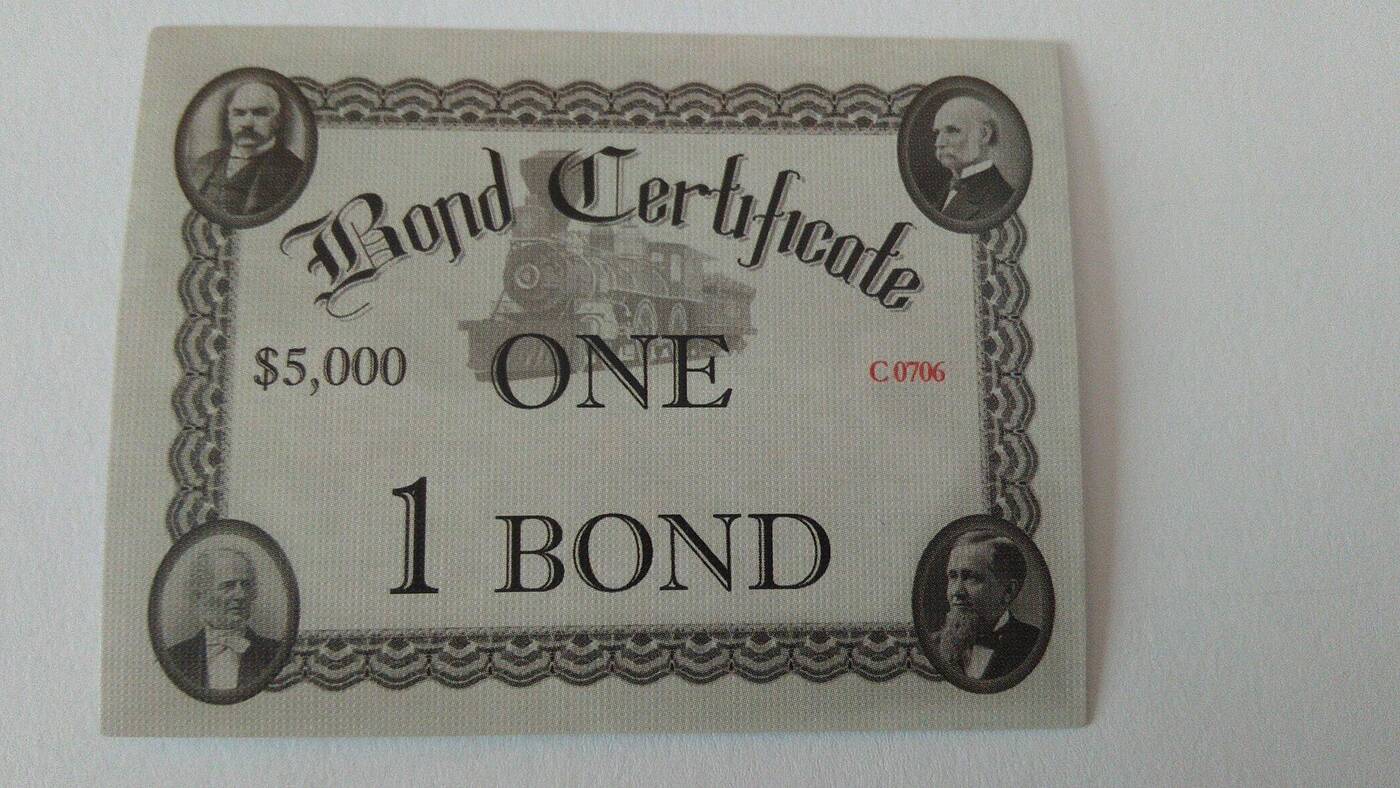 Bond Certificate
$5,000 ONE C 0706
1 BOND